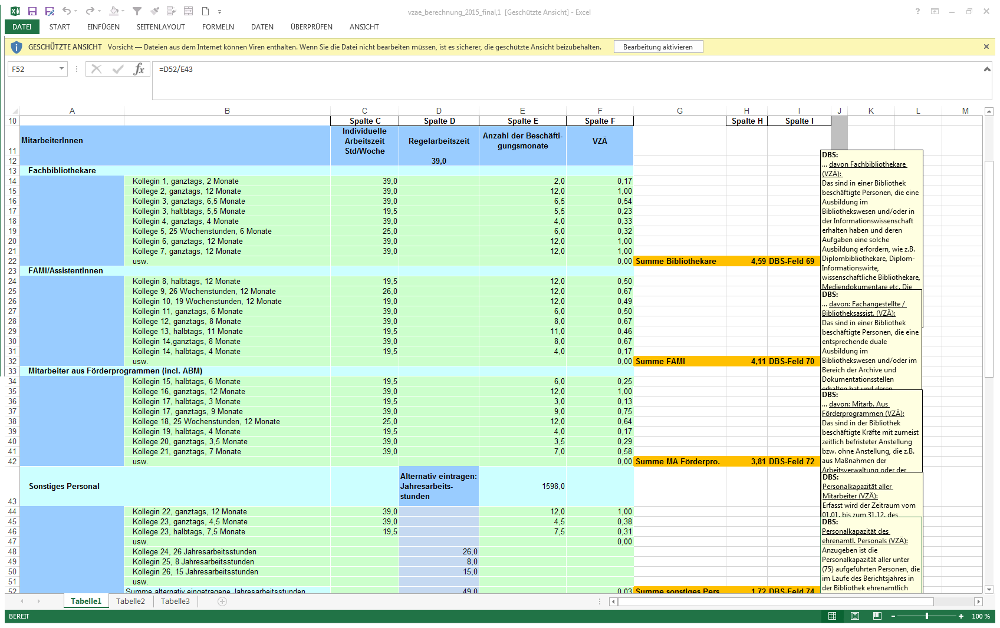 vzae_berechnung_2015_final,1 [Geschützte Ansicht] - Excel
DATEI START EINFÜGEN SEITENLAYOUT FORMELN DATEN ÜBERPRÜFEN ANSICHT
GESCHÜTZTE ANSICHT Vorsicht — Dateien aus dem Internet können Viren enthalten. Wenn Sie die Datei nicht bearbeiten müssen, ist es sicherer, die geschützte Ansicht beizubehalten. Bearbeitung aktivieren
F52 fx =D52/E43
A B C D E F G H I J K L M
10 Spalte C Spalte D Spalte E Spalte F Spalte H Spalte I
11 MitarbeiterInnen Individuelle Arbeitszeit Std/Woche Regelarbeitszeit Anzahl der Beschäfti-gungsmonate VZÄ
12 39,0
13 Fachbibliothekare
14 Kollegin 1, ganztags, 2 Monate 39,0 2,0 0,17
15 Kollege 2, ganztags, 12 Monate 39,0 12,0 1,00
16 Kollegin 3, ganztags, 6,5 Monate 39,0 6,5 0,54
17 Kollegin 3, haltbtags, 5,5 Monate 19,5 5,5 0,23
18 Kollegin 4, ganztags, 4 Monate 39,0 4,0 0,33
19 Kollege 5, 25 Wochenstunden, 6 Monate 25,0 6,0 0,32
20 Kollegin 6, ganztags, 12 Monate 39,0 12,0 1,00
21 Kollege 7, ganztags, 12 Monate 39,0 12,0 1,00
22 usw. 0,00 Summe Bibliothekare 4,59 DBS-Feld 69
23 FAMI/AssistentInnen
24 Kollegin 8, halbtags, 12 Monate 19,5 12,0 0,50
25 Kollege 9, 26 Wochenstunden, 12 Monate 26,0 12,0 0,67
26 Kollegin 10, 19 Wochenstunden, 12 Monate 19,0 12,0 0,49
27 Kollegin 11, ganztags, 6 Monate 39,0 6,0 0,50
28 Kollege 12, ganztags, 8 Monate 39,0 8,0 0,67
29 Kollege 13, halbtags, 11 Monate 19,5 11,0 0,46
30 Kollegin 14,ganztags, 8 Monate 39,0 8,0 0,67
31 Kollegin 14, halbtags, 4 Monate 19,5 4,0 0,17
32 usw. 0,00 Summe FAMI 4,11 DBS-Feld 70
33 Mitarbeiter aus Förderprogrammen (incl. ABM)
34 Kollegin 15, halbtags, 6 Monate 19,5 6,0 0,25
35 Kollege 16, ganztags, 12 Monate 39,0 12,0 1,00
36 Kollegin 17, halbtags, 3 Monate 19,5 3,0 0,13
37 Kollegin 17, ganztags, 9 Monate 39,0 9,0 0,75
38 Kollege 18, 25 Wochenstunden, 12 Monate 25,0 12,0 0,64
39 Kollegin 19, halbtags, 4 Monate 19,5 4,0 0,17
40 Kollege 20, ganztags, 3,5 Monate 39,0 3,5 0,29
41 Kollege 21, ganztags, 7 Monate 39,0 7,0 0,58
42 usw. 0,00 Summe MA Förderpro. 3,81 DBS-Feld 72
43 Sonstiges Personal Alternativ eintragen: Jahresarbeits-stunden 1598,0
44 Kollegin 22, ganztags, 12 Monate 39,0 12,0 1,00
45 Kollege 23, ganztags, 4,5 Monate 39,0 4,5 0,38
46 Kollege 23, halbtags, 7,5 Monate 19,5 7,5 0,31
47 usw. 0,00
48 Kollege 24, 26 Jahresarbeitsstunden 26,0
49 Kollegin 25, 8 Jahresarbeitsstunden 8,0
50 Kollegin 26, 15 Jahresarbeitsstunden 15,0
51 usw.
52 Summe alternativ eingetragene Jahresarbeitsstunden 49,0 0,03 Summe sonstiges Pers 1,72 DBS-Feld 74
DBS:
... davon Fachbibliothekare
(VZÄ):
Das sind in einer Bibliothek
beschäftigte Personen, die eine
Ausbildung im
Bibliothekswesen und/oder in
der Informationswissenschaft
erhalten haben und deren
Aufgaben eine solche
Ausbildung erfordern, wie z.B.
Diplombibliothekare, Diplom-
Informationswirte,
wissenschaftliche Bibliothekare,
Mediendokumentare etc. Die
DBS:
... davon: Fachangestellte /
Bibliotheksassist. (VZÄ):
Das sind in einer Bibliothek
beschäftigte Personen, die eine
entsprechende duale
Ausbildung im
Bibliothekswesen und/oder im
Bereich der Archive und
Dokumentationsstellen
erhalten hat und deren
DBS:
... davon: Mitarb. Aus
Förderprogrammen (VZÄ):
Das sind in der Bibliothek
beschäftigte Kräfte mit zumeist
zeitlich befristeter Anstellung
bzw. ohne Anstellung, die z.B.
aus Maßnahmen der
Arbeitsverwaltung oder der
DBS:
Personalkapazität aller
Mitarbeiter (VZÄ):
Erfasst wird der Zeitraum vom
01.01. bis zum 31.12. des
DBS:
Personalkapazität des
ehrenamtl. Personals (VZÄ):
Anzugeben ist die
Personalkapazität aller unter
(75) aufgeführten Personen, die
im Laufe des Berichtsjahres in
der Bibliothek ehrenamtlich
Tabelle1 Tabelle2 Tabelle3
BEREIT 100 %